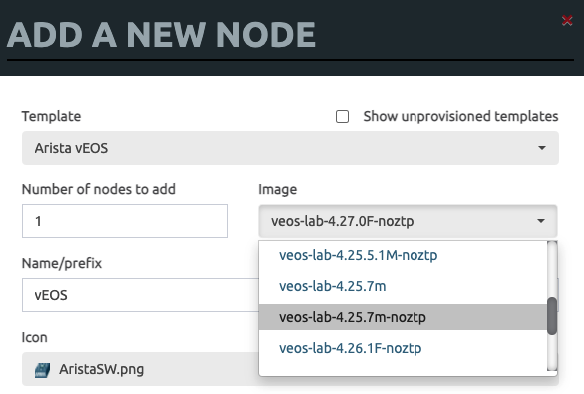 ADD A NEW NODE
Template
Show unprovisioned templates
Arista vEOS
Number of nodes to add
Image
1
veos-lab-4.27.0F-noztp
veos-lab-4.25.5.1M-noztp
Name/prefix
veos-lab-4.25.7m
vEOS
veos-lab-4.25.7m-noztp
Icon
veos-lab-4.26.1F-noztp
AristaSW.png